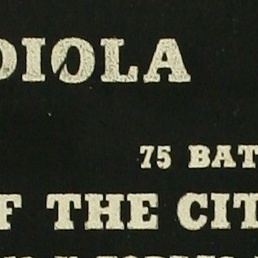 DIOLA
75 BAT
F THE CIT